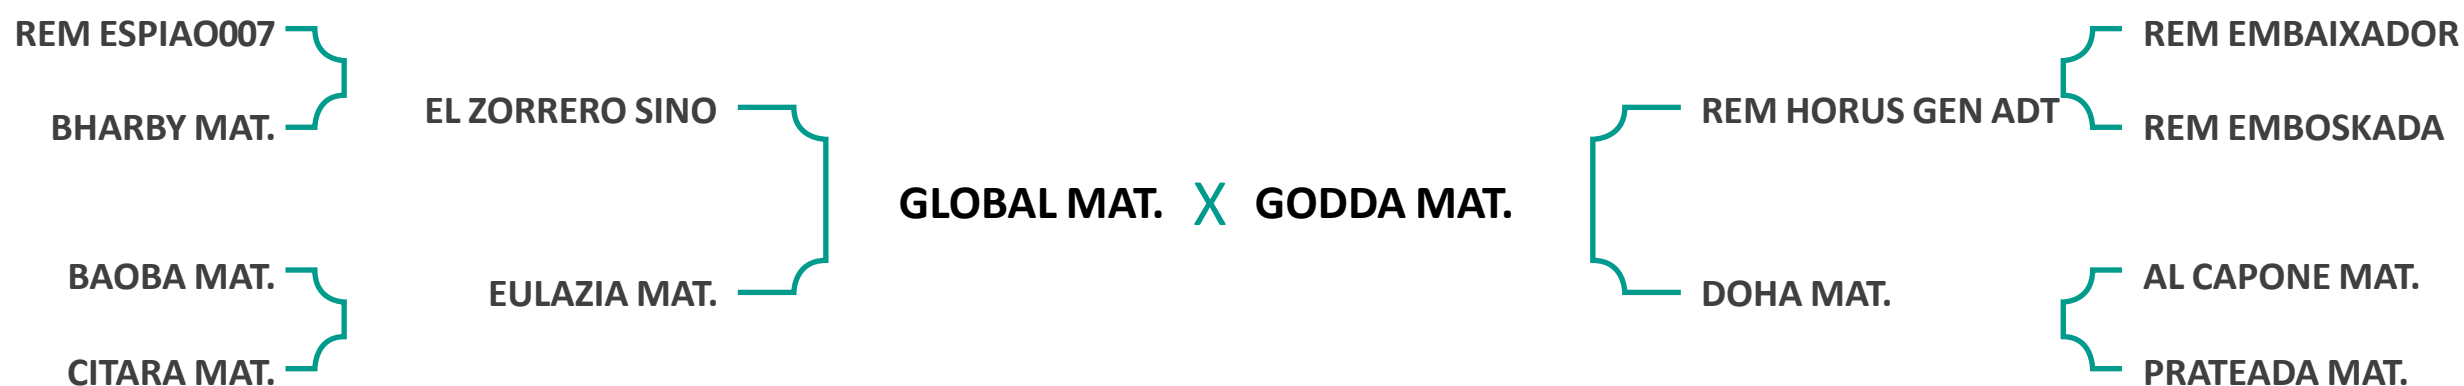 REM ESPIAO007
BHARBY MAT.
EL ZORRERO SINO
BAOBA MAT.
CITARA MAT.
EULAZIA MAT.
GLOBAL MAT. X GODDA MAT.
REM HORUS GEN ADT
REM EMBAIXADOR
REM EMBOSKADA
DOHA MAT.
AL CAPONE MAT.
PRATEADA MAT.